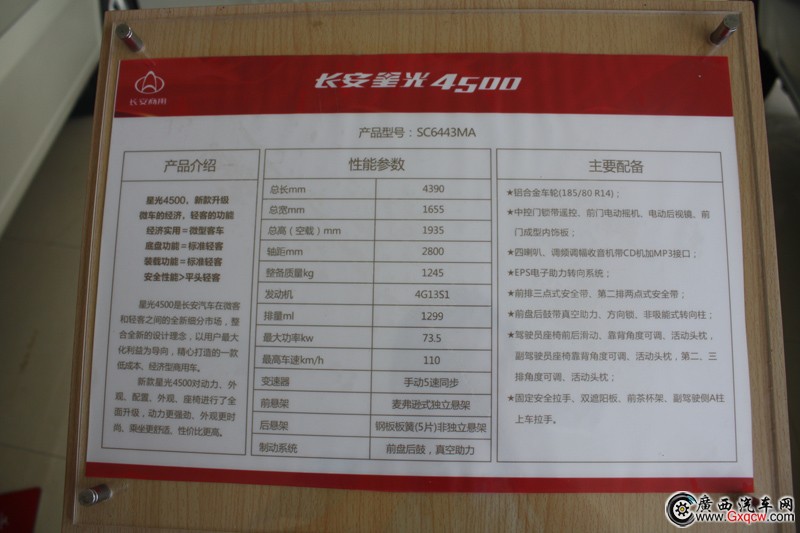 长安商用
长安星光4500
产品型号：SC6443MA
产品介绍
星光4500，新款升级
微车的经济，轻客的功能
经济实用＝微型客车
底盘功能＝标准轻客
装载功能＝标准轻客
安全性能>平头轻客
星光4500是长安汽车在微客
和轻客之间的全新细分市场，整
合全新的设计理念，以用户最大
化利益为导向，精心打造的一款
低成本、经济型商用车。
新款星光4500对动力、外
观、配置、外观、座椅进行了全
面升级，动力更强劲、外观更时
尚、乘坐更舒适、性价比更高。
性能参数
总长mm 4390
总宽mm 1655
总高（空载）mm 1935
轴距mm 2800
整备质量kg 1245
发动机 4G13S1
排量ml 1299
最大功率kw 73.5
最高车速km/h 110
变速器 手动5速同步
前悬架 麦弗逊式独立悬架
后悬架 钢板板簧(5片)非独立悬架
制动系统 前盘后鼓，真空助力
主要配备
★铝合金车轮(185/80 R14)；
★中控门锁带遥控、前门电动摇机、电动后视镜、前
门成型内饰板；
★四喇叭、调频调辐收音机带CD机加MP3接口；
★EPS电子助力转向系统；
★前排三点式安全带、第二排两点式安全带；
★前盘后鼓带真空助力、方向锁、非吸能式转向柱；
★驾驶员座椅前后滑动、靠背角度可调、活动头枕，
副驾驶员座椅靠背角度可调、活动头枕，第二、三
排角度可调、活动头枕；
★固定安全拉手、双遮阳板、前茶杯架、副驾驶侧A柱
上车拉手。
廣西汽车网
www.Gxqcw.com